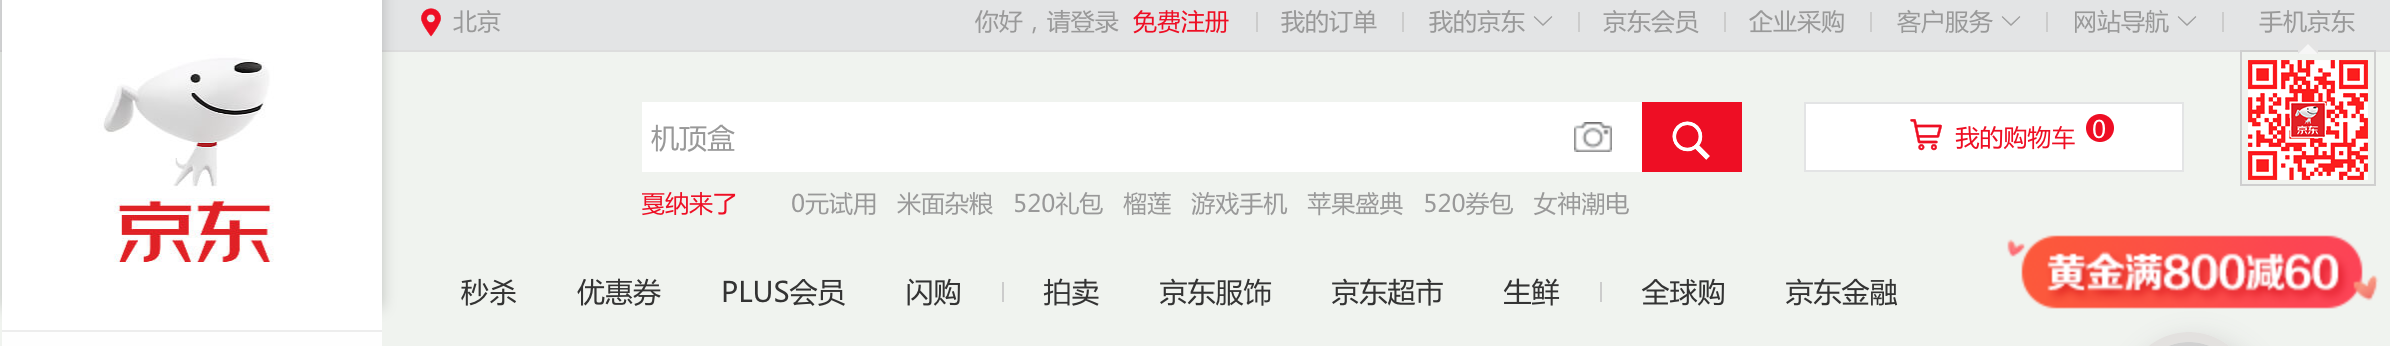 北京
你好，请登录 免费注册 我的订单 我的京东 京东会员 企业采购 客户服务 网站导航 手机京东
京东
机顶盒
我的购物车 0
京东
戛纳来了 0元试用 米面杂粮 520礼包 榴莲 游戏手机 苹果盛典 520券包 女神潮电
黄金满800减60
秒杀 优惠券 PLUS会员 闪购 拍卖 京东服饰 京东超市 生鲜 全球购 京东金融